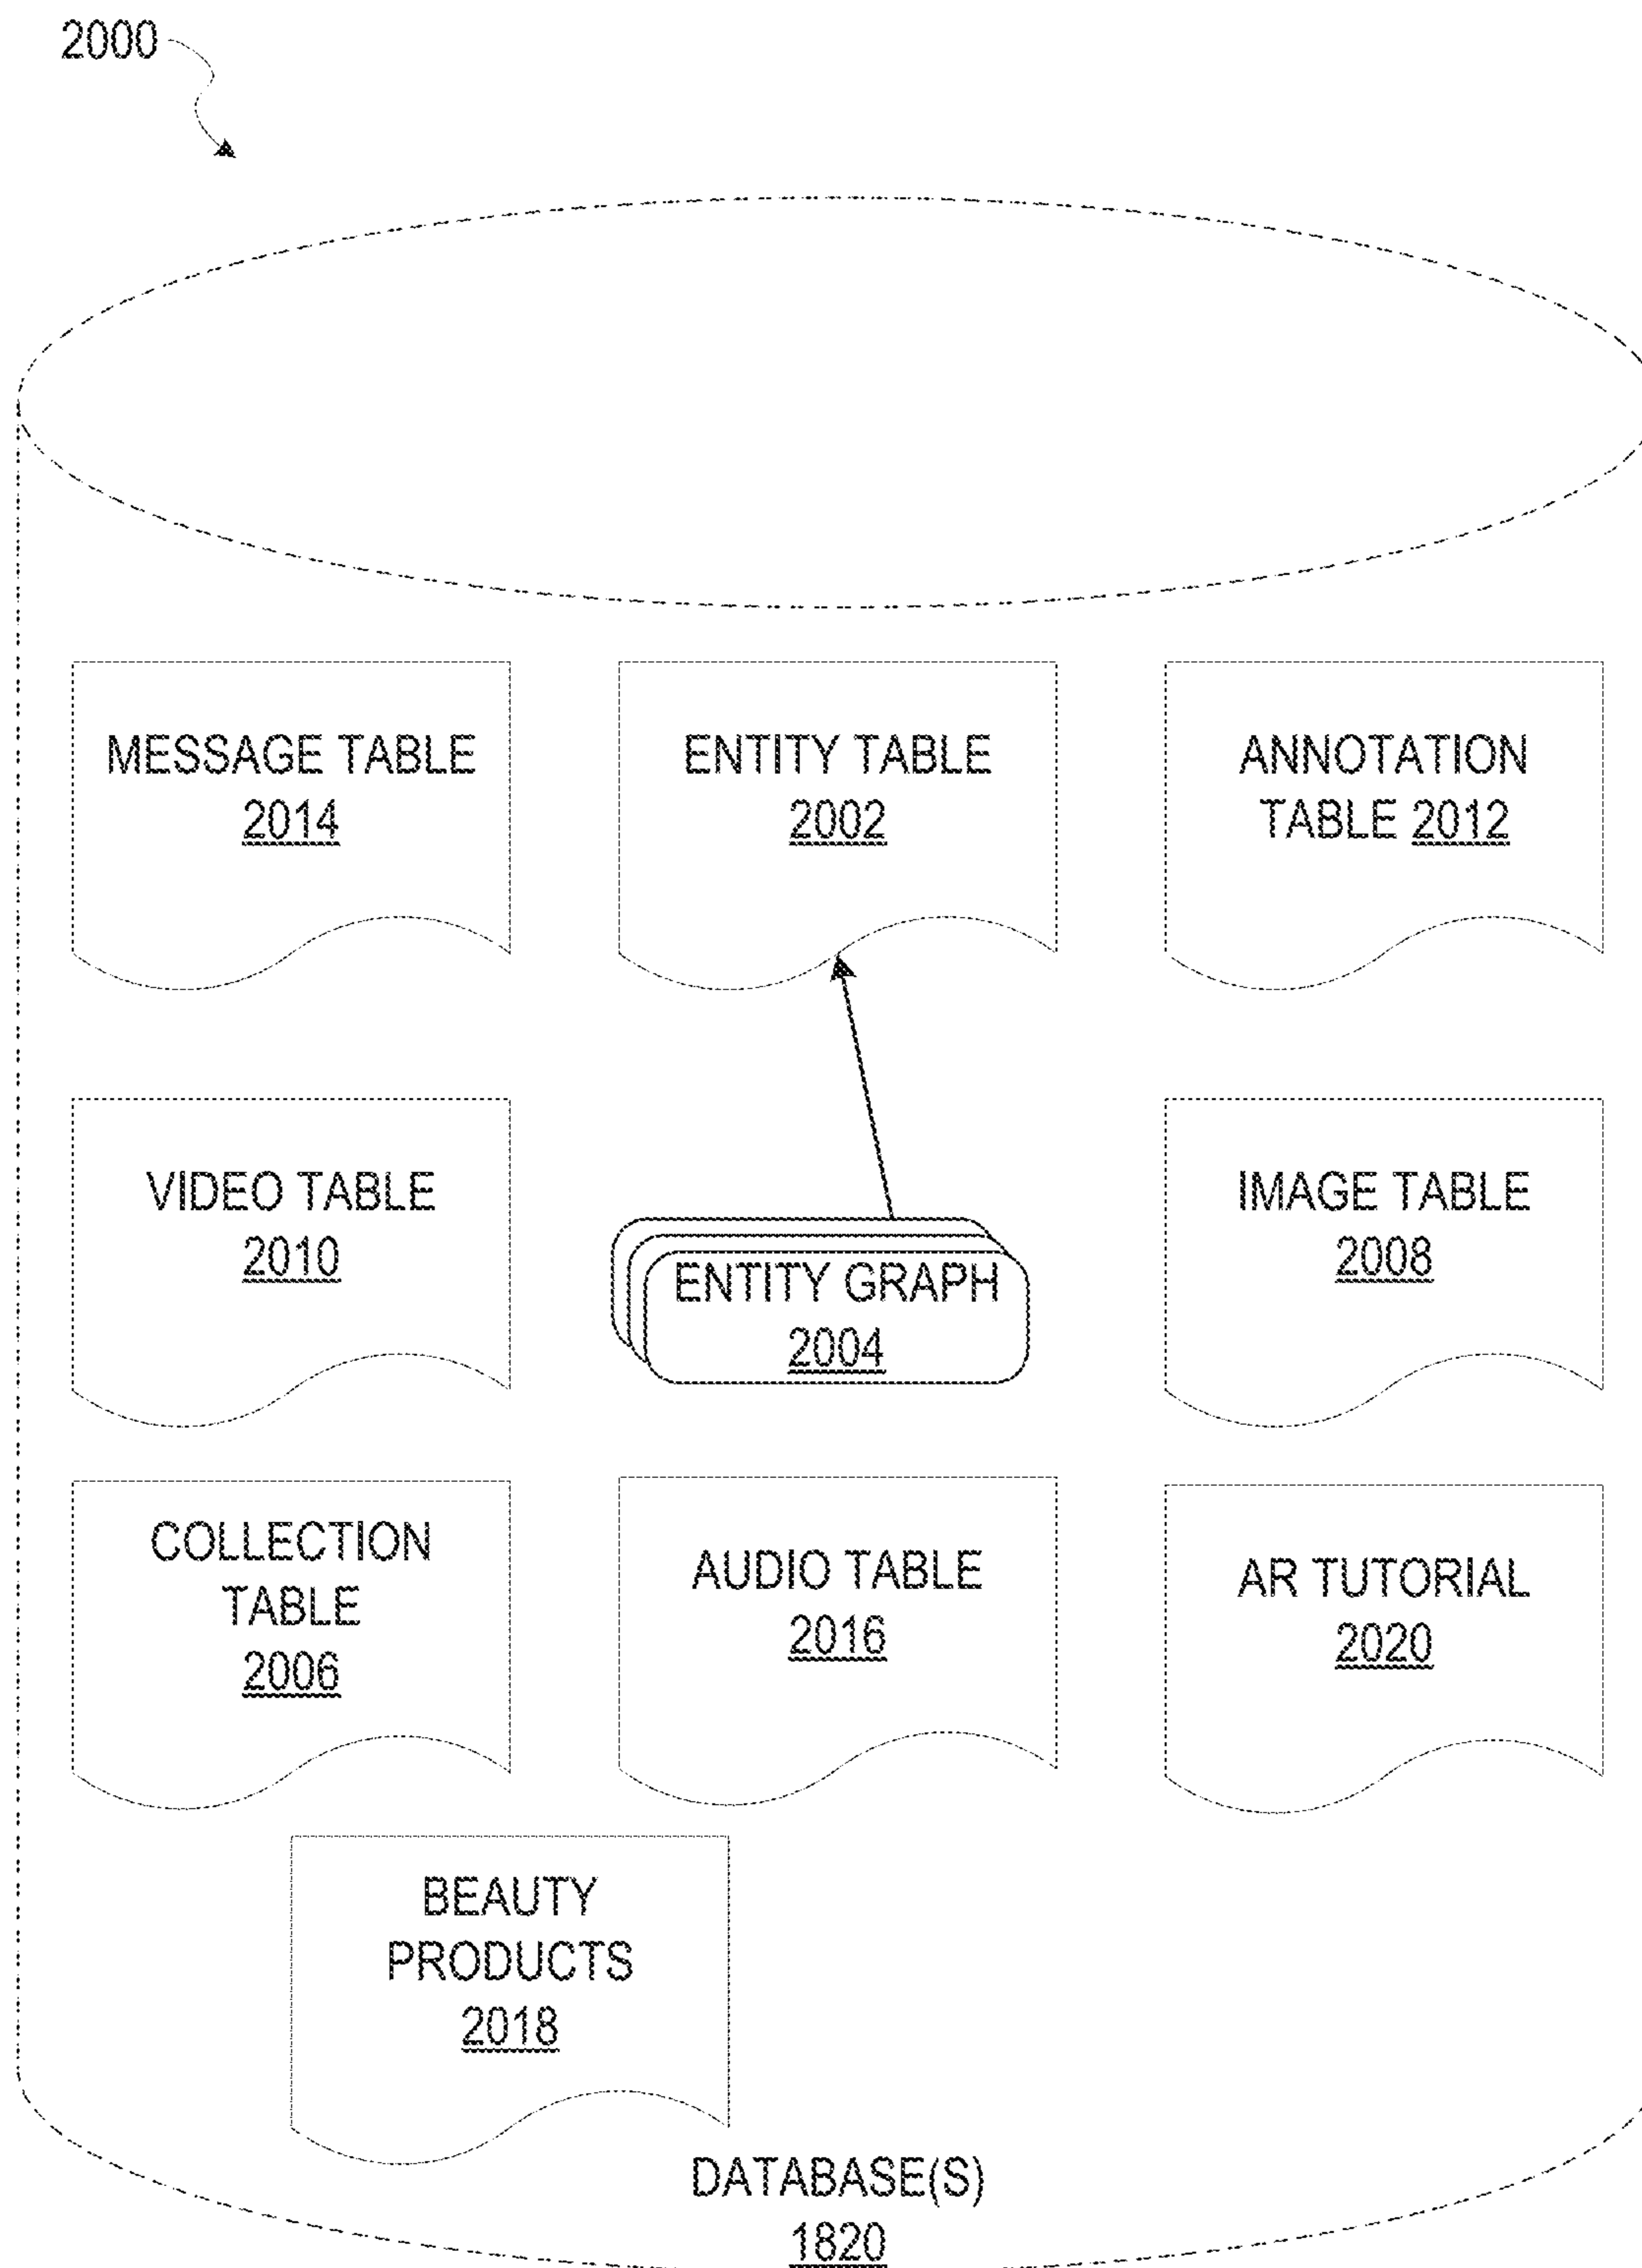 2000
MESSAGE TABLE
2014
ENTITY TABLE
2002
ANNOTATION
TABLE 2012
VIDEO TABLE
2010
ENTITY GRAPH
2004
IMAGE TABLE
2008
COLLECTION
TABLE
2006
AUDIO TABLE
2016
AR TUTORIAL
2020
BEAUTY
PRODUCTS
2018
DATABASE(S)
1820